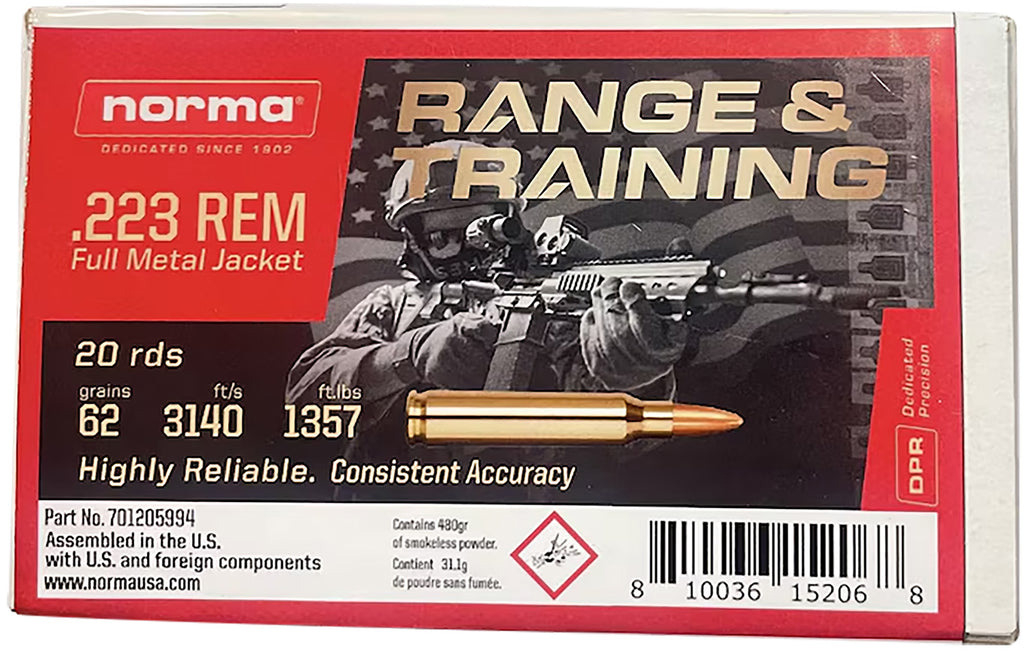 norma®
DEDICATED SINCE 1902
.223 REM
Full Metal Jacket
RANGE &
TRAINING
20 rds
grains ft/s ft.lbs
62 3140 1357
Highly Reliable. Consistent Accuracy
Dedicated
Precision
DPR
Part No. 701205994
Assembled in the U.S.
with U.S. and foreign components
www.normausa.com
Contains 480gr
of smokeless powder.
Contient 31,1g
de poudre sans fumée.
8 10036 15206 8